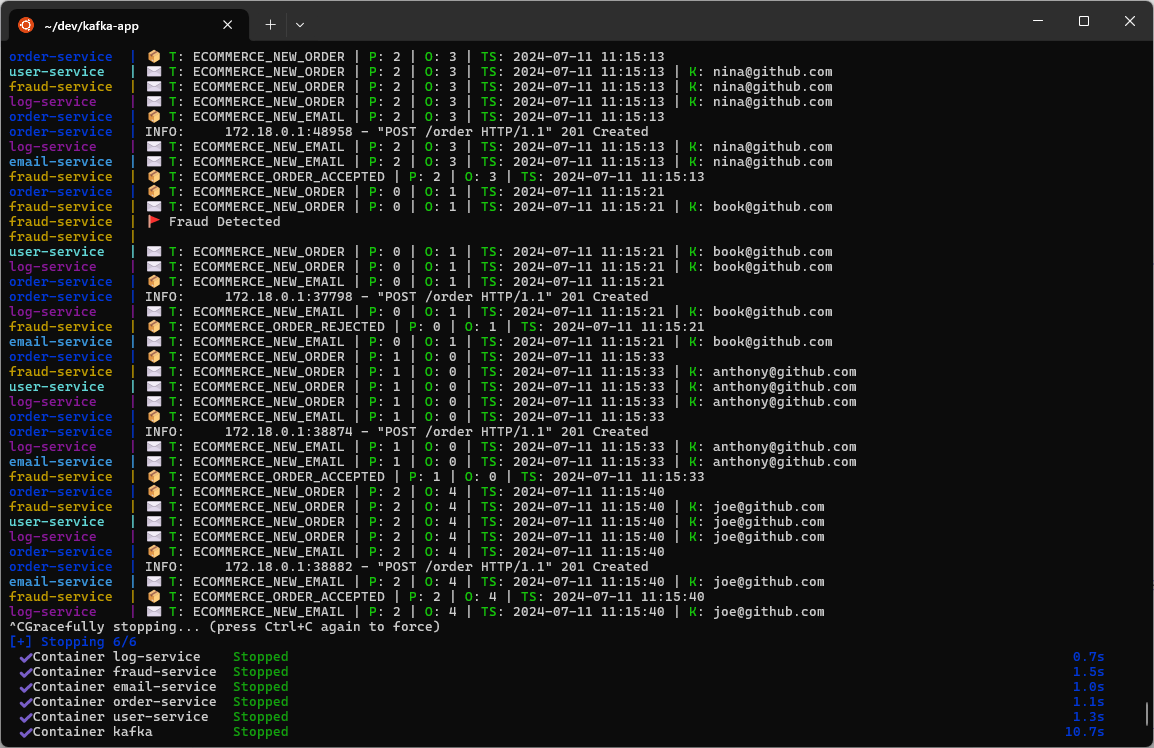 ~/dev/kafka-app
order-service | 📦 T: ECOMMERCE_NEW_ORDER | P: 2 | O: 3 | TS: 2024-07-11 11:15:13
user-service | ✉️ T: ECOMMERCE_NEW_ORDER | P: 2 | O: 3 | TS: 2024-07-11 11:15:13 | K: nina@github.com
fraud-service | ✉️ T: ECOMMERCE_NEW_ORDER | P: 2 | O: 3 | TS: 2024-07-11 11:15:13 | K: nina@github.com
log-service | ✉️ T: ECOMMERCE_NEW_ORDER | P: 2 | O: 3 | TS: 2024-07-11 11:15:13 | K: nina@github.com
order-service | 📦 T: ECOMMERCE_NEW_EMAIL | P: 2 | O: 3 | TS: 2024-07-11 11:15:13
order-service | INFO: 172.18.0.1:48958 - "POST /order HTTP/1.1" 201 Created
log-service | ✉️ T: ECOMMERCE_NEW_EMAIL | P: 2 | O: 3 | TS: 2024-07-11 11:15:13 | K: nina@github.com
email-service | ✉️ T: ECOMMERCE_NEW_EMAIL | P: 2 | O: 3 | TS: 2024-07-11 11:15:13 | K: nina@github.com
fraud-service | 📦 T: ECOMMERCE_ORDER_ACCEPTED | P: 2 | O: 3 | TS: 2024-07-11 11:15:13
order-service | 📦 T: ECOMMERCE_NEW_ORDER | P: 0 | O: 1 | TS: 2024-07-11 11:15:21
fraud-service | ✉️ T: ECOMMERCE_NEW_ORDER | P: 0 | O: 1 | TS: 2024-07-11 11:15:21 | K: book@github.com
fraud-service | 🚩 Fraud Detected
fraud-service |
user-service | ✉️ T: ECOMMERCE_NEW_ORDER | P: 0 | O: 1 | TS: 2024-07-11 11:15:21 | K: book@github.com
log-service | ✉️ T: ECOMMERCE_NEW_ORDER | P: 0 | O: 1 | TS: 2024-07-11 11:15:21 | K: book@github.com
order-service | 📦 T: ECOMMERCE_NEW_EMAIL | P: 0 | O: 1 | TS: 2024-07-11 11:15:21
order-service | INFO: 172.18.0.1:37798 - "POST /order HTTP/1.1" 201 Created
log-service | ✉️ T: ECOMMERCE_NEW_EMAIL | P: 0 | O: 1 | TS: 2024-07-11 11:15:21 | K: book@github.com
fraud-service | 📦 T: ECOMMERCE_ORDER_REJECTED | P: 0 | O: 1 | TS: 2024-07-11 11:15:21
email-service | ✉️ T: ECOMMERCE_NEW_EMAIL | P: 0 | O: 1 | TS: 2024-07-11 11:15:21 | K: book@github.com
order-service | 📦 T: ECOMMERCE_NEW_ORDER | P: 1 | O: 0 | TS: 2024-07-11 11:15:33
fraud-service | ✉️ T: ECOMMERCE_NEW_ORDER | P: 1 | O: 0 | TS: 2024-07-11 11:15:33 | K: anthony@github.com
user-service | ✉️ T: ECOMMERCE_NEW_ORDER | P: 1 | O: 0 | TS: 2024-07-11 11:15:33 | K: anthony@github.com
log-service | ✉️ T: ECOMMERCE_NEW_ORDER | P: 1 | O: 0 | TS: 2024-07-11 11:15:33 | K: anthony@github.com
order-service | 📦 T: ECOMMERCE_NEW_EMAIL | P: 1 | O: 0 | TS: 2024-07-11 11:15:33
order-service | INFO: 172.18.0.1:38874 - "POST /order HTTP/1.1" 201 Created
log-service | ✉️ T: ECOMMERCE_NEW_EMAIL | P: 1 | O: 0 | TS: 2024-07-11 11:15:33 | K: anthony@github.com
email-service | ✉️ T: ECOMMERCE_NEW_EMAIL | P: 1 | O: 0 | TS: 2024-07-11 11:15:33 | K: anthony@github.com
fraud-service | 📦 T: ECOMMERCE_ORDER_ACCEPTED | P: 1 | O: 0 | TS: 2024-07-11 11:15:33
order-service | 📦 T: ECOMMERCE_NEW_ORDER | P: 2 | O: 4 | TS: 2024-07-11 11:15:40
fraud-service | ✉️ T: ECOMMERCE_NEW_ORDER | P: 2 | O: 4 | TS: 2024-07-11 11:15:40 | K: joe@github.com
user-service | ✉️ T: ECOMMERCE_NEW_ORDER | P: 2 | O: 4 | TS: 2024-07-11 11:15:40 | K: joe@github.com
log-service | ✉️ T: ECOMMERCE_NEW_ORDER | P: 2 | O: 4 | TS: 2024-07-11 11:15:40 | K: joe@github.com
order-service | 📦 T: ECOMMERCE_NEW_EMAIL | P: 2 | O: 4 | TS: 2024-07-11 11:15:40
order-service | INFO: 172.18.0.1:38882 - "POST /order HTTP/1.1" 201 Created
email-service | ✉️ T: ECOMMERCE_NEW_EMAIL | P: 2 | O: 4 | TS: 2024-07-11 11:15:40 | K: joe@github.com
fraud-service | 📦 T: ECOMMERCE_ORDER_ACCEPTED | P: 2 | O: 4 | TS: 2024-07-11 11:15:40
log-service | ✉️ T: ECOMMERCE_NEW_EMAIL | P: 2 | O: 4 | TS: 2024-07-11 11:15:40 | K: joe@github.com
^CGracefully stopping... (press Ctrl+C again to force)
[+] Stopping 6/6
✔Container log-service Stopped 0.7s
✔Container fraud-service Stopped 1.5s
✔Container email-service Stopped 1.0s
✔Container order-service Stopped 1.1s
✔Container user-service Stopped 1.3s
✔Container kafka Stopped 10.7s